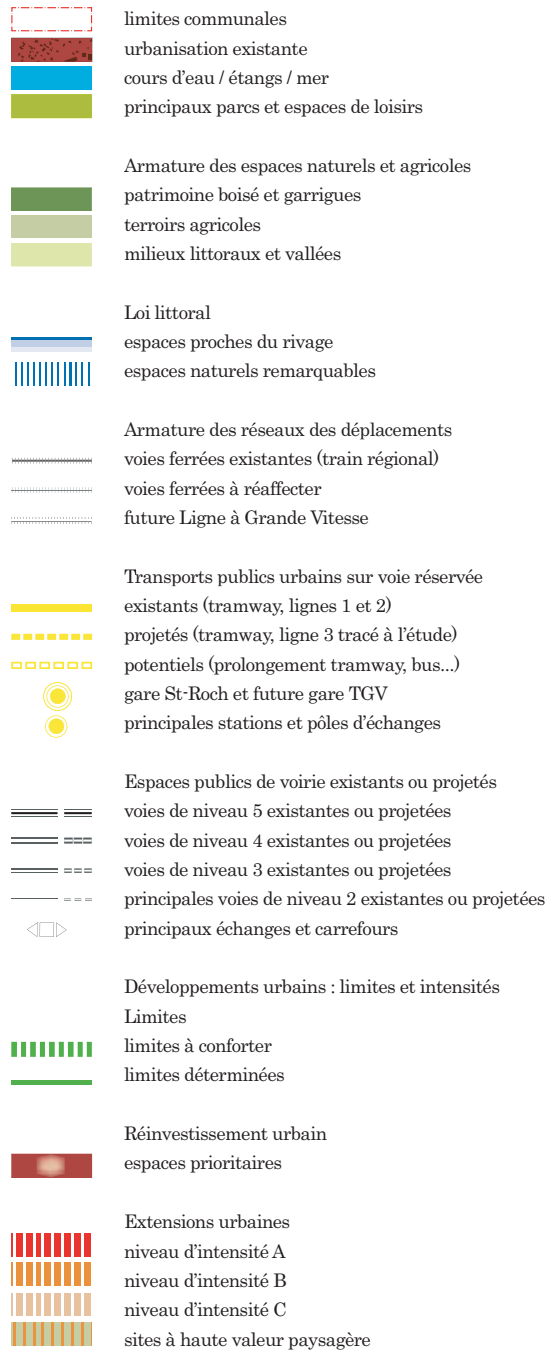 limites communales
urbanisation existante
cours d'eau / étangs / mer
principaux parcs et espaces de loisirs
Armature des espaces naturels et agricoles
patrimoine boisé et garrigues
terroirs agricoles
milieux littoraux et vallées
Loi littoral
espaces proches du rivage
espaces naturels remarquables
Armature des réseaux des déplacements
voies ferrées existantes (train régional)
voies ferrées à réaffecter
future Ligne à Grande Vitesse
Transports publics urbains sur voie réservée
existants (tramway, lignes 1 et 2)
projetés (tramway, ligne 3 tracé à l'étude)
potentiels (prolongement tramway, bus...)
gare St-Roch et future gare TGV
principales stations et pôles d'échanges
Espaces publics de voirie existants ou projetés
voies de niveau 5 existantes ou projetées
voies de niveau 4 existantes ou projetées
voies de niveau 3 existantes ou projetées
principales voies de niveau 2 existantes ou projetées
principaux échanges et carrefours
Développements urbains : limites et intensités
Limites
limites à conforter
limites déterminées
Réinvestissement urbain
espaces prioritaires
Extensions urbaines
niveau d'intensité A
niveau d'intensité B
niveau d'intensité C
sites à haute valeur paysagère